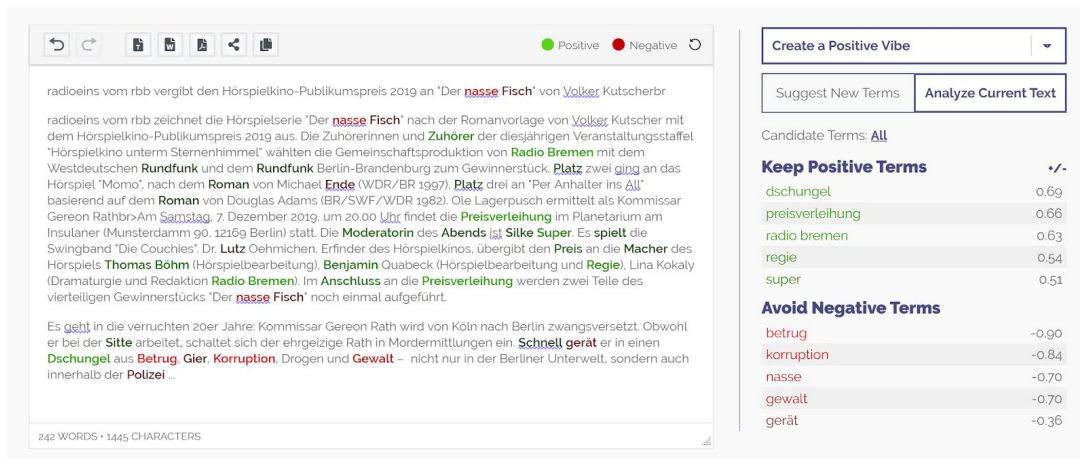 Positive Negative
radioeins vom rbb vergibt den Hörspielkino-Publikumspreis 2019 an "Der nasse Fisch" von Volker Kutscherbr
radioeins vom rbb zeichnet die Hörspielserie "Der nasse Fisch" nach der Romanvorlage von Volker Kutscher mit
dem Hörspielkino-Publikumspreis 2019 aus. Die Zuhörerinnen und Zuhörer der diesjährigen Veranstaltungsstaffel
"Hörspielkino unterm Sternenhimmel" wählten die Gemeinschaftsproduktion von Radio Bremen mit dem
Westdeutschen Rundfunk und dem Rundfunk Berlin-Brandenburg zum Gewinnerstück. Platz zwei ging an das
Hörspiel "Momo", nach dem Roman von Michael Ende (WDR/BR 1997), Platz drei an "Per Anhalter ins All"
basierend auf dem Roman von Douglas Adams (BR/SWF/WDR 1982). Ole Lagerpusch ermittelt als Kommissar
Gereon Rathbr>Am Samstag, 7. Dezember 2019, um 20.00 Uhr findet die Preisverleihung im Planetarium am
Insulaner (Munsterdamm 90, 12169 Berlin) statt. Die Moderatorin des Abends ist Silke Super. Es spielt die
Swingband "Die Couchies". Dr. Lutz Oehmichen, Erfinder des Hörspielkinos, übergibt den Preis an die Macher des
Hörspiels Thomas Böhm (Hörspielbearbeitung), Benjamin Quabeck (Hörspielbearbeitung und Regie), Lina Kokaly
(Dramaturgie und Redaktion Radio Bremen). Im Anschluss an die Preisverleihung werden zwei Teile des
vierteiligen Gewinnerstücks "Der nasse Fisch" noch einmal aufgeführt.
Es geht in die verruchten 20er Jahre: Kommissar Gereon Rath wird von Köln nach Berlin zwangsversetzt. Obwohl
er bei der Sitte arbeitet, schaltet sich der ehrgeizige Rath in Mordermittlungen ein. Schnell gerät er in einen
Dschungel aus Betrug, Gier, Korruption, Drogen und Gewalt – nicht nur in der Berliner Unterwelt, sondern auch
innerhalb der Polizei ...
242 WORDS • 1445 CHARACTERS
Create a Positive Vibe
Suggest New Terms Analyze Current Text
Candidate Terms: All
Keep Positive Terms +/-
dschungel 0.69
preisverleihung 0.66
radio bremen 0.63
regie 0.54
super 0.51
Avoid Negative Terms
betrug -0.90
korruption -0.84
nasse -0.70
gewalt -0.70
gerät -0.36